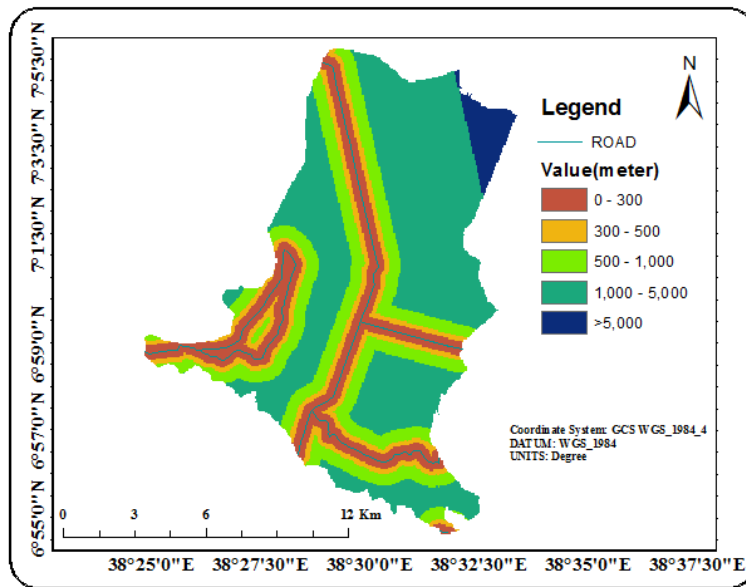 7°5'30"N
7°3'30"N
7°1'30"N
6°59'0"N
6°57'0"N
6°55'0"N
N
Legend
ROAD
Value(meter)
0 - 300
300 - 500
500 - 1,000
1,000 - 5,000
>5,000
Coordinate System: GCS WGS_1984_4
DATUM: WGS_1984
UNITS: Degree
0 3 6 12 Km
38°25'0"E 38°27'30"E 38°30'0"E 38°32'30"E 38°35'0"E 38°37'30"E